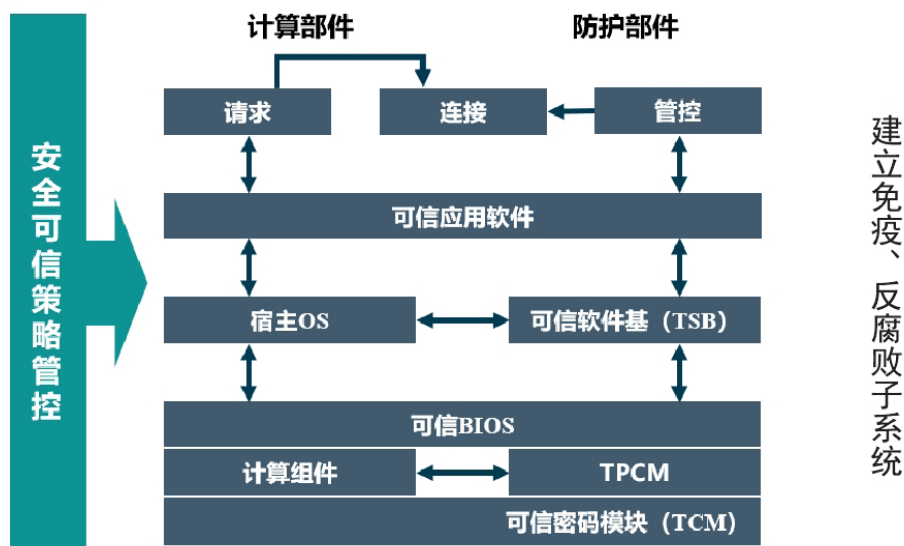 计算部件
防护部件
请求
连接
管控
安全可信策略管控
可信应用软件
宿主OS
可信软件基（TSB）
可信BIOS
计算组件
TPCM
可信密码模块（TCM）
建立免疫、反腐败子系统